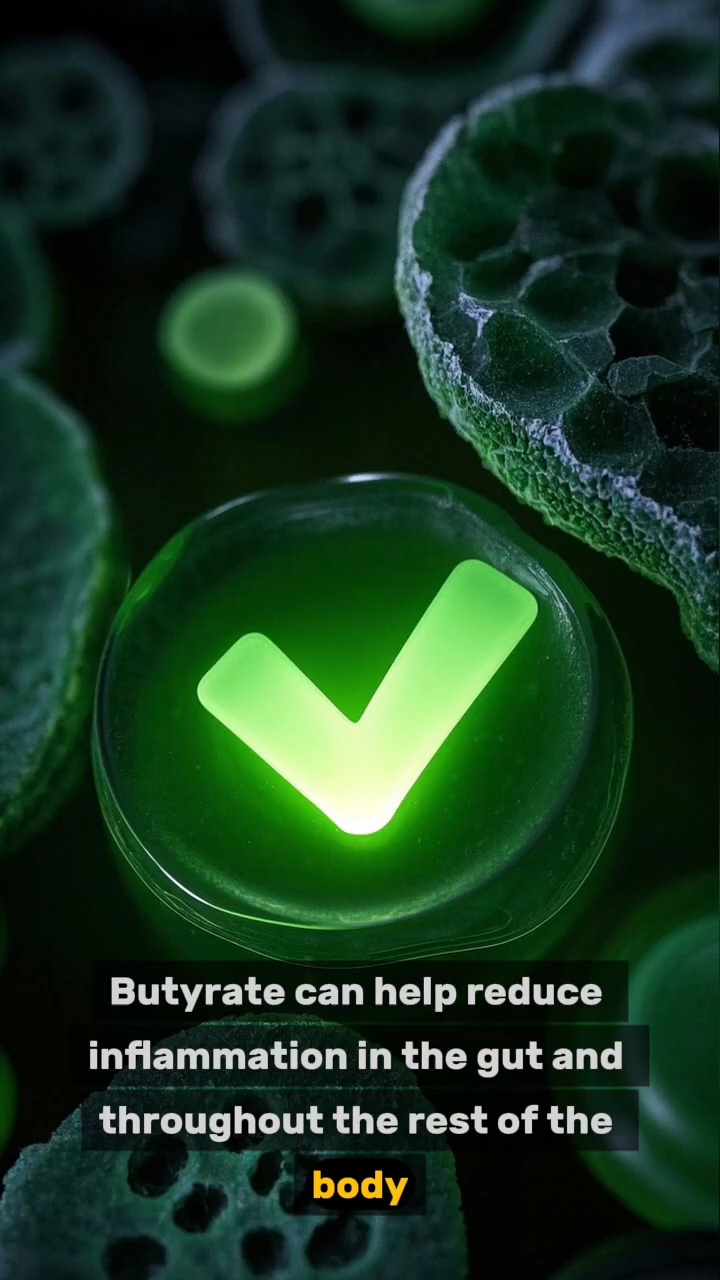 Butyrate can help reduce
inflammation in the gut and
throughout the rest of the
body